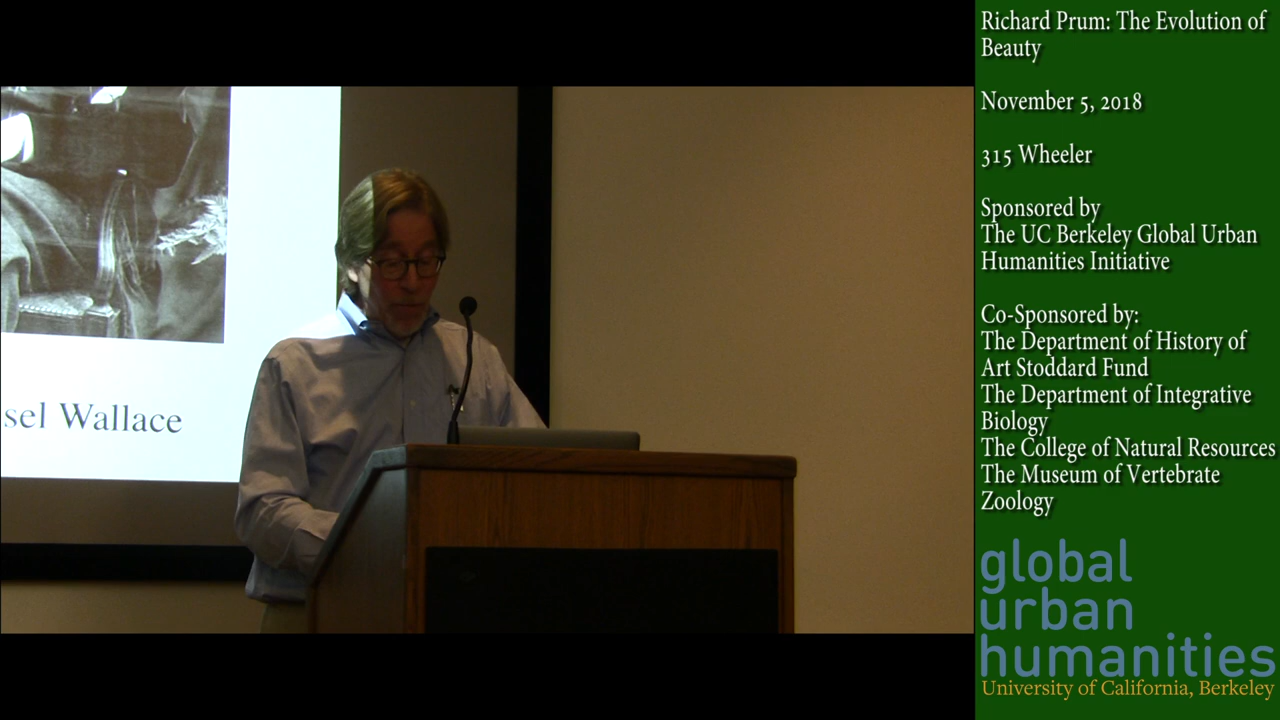 Richard Prum: The Evolution of
Beauty
November 5, 2018
315 Wheeler
Sponsored by
The UC Berkeley Global Urban
Humanities Initiative
Co-Sponsored by:
The Department of History of
Art Stoddard Fund
The Department of Integrative
Biology
The College of Natural Resources
The Museum of Vertebrate
Zoology
global
urban
humanities
University of California, Berkeley
sel Wallace